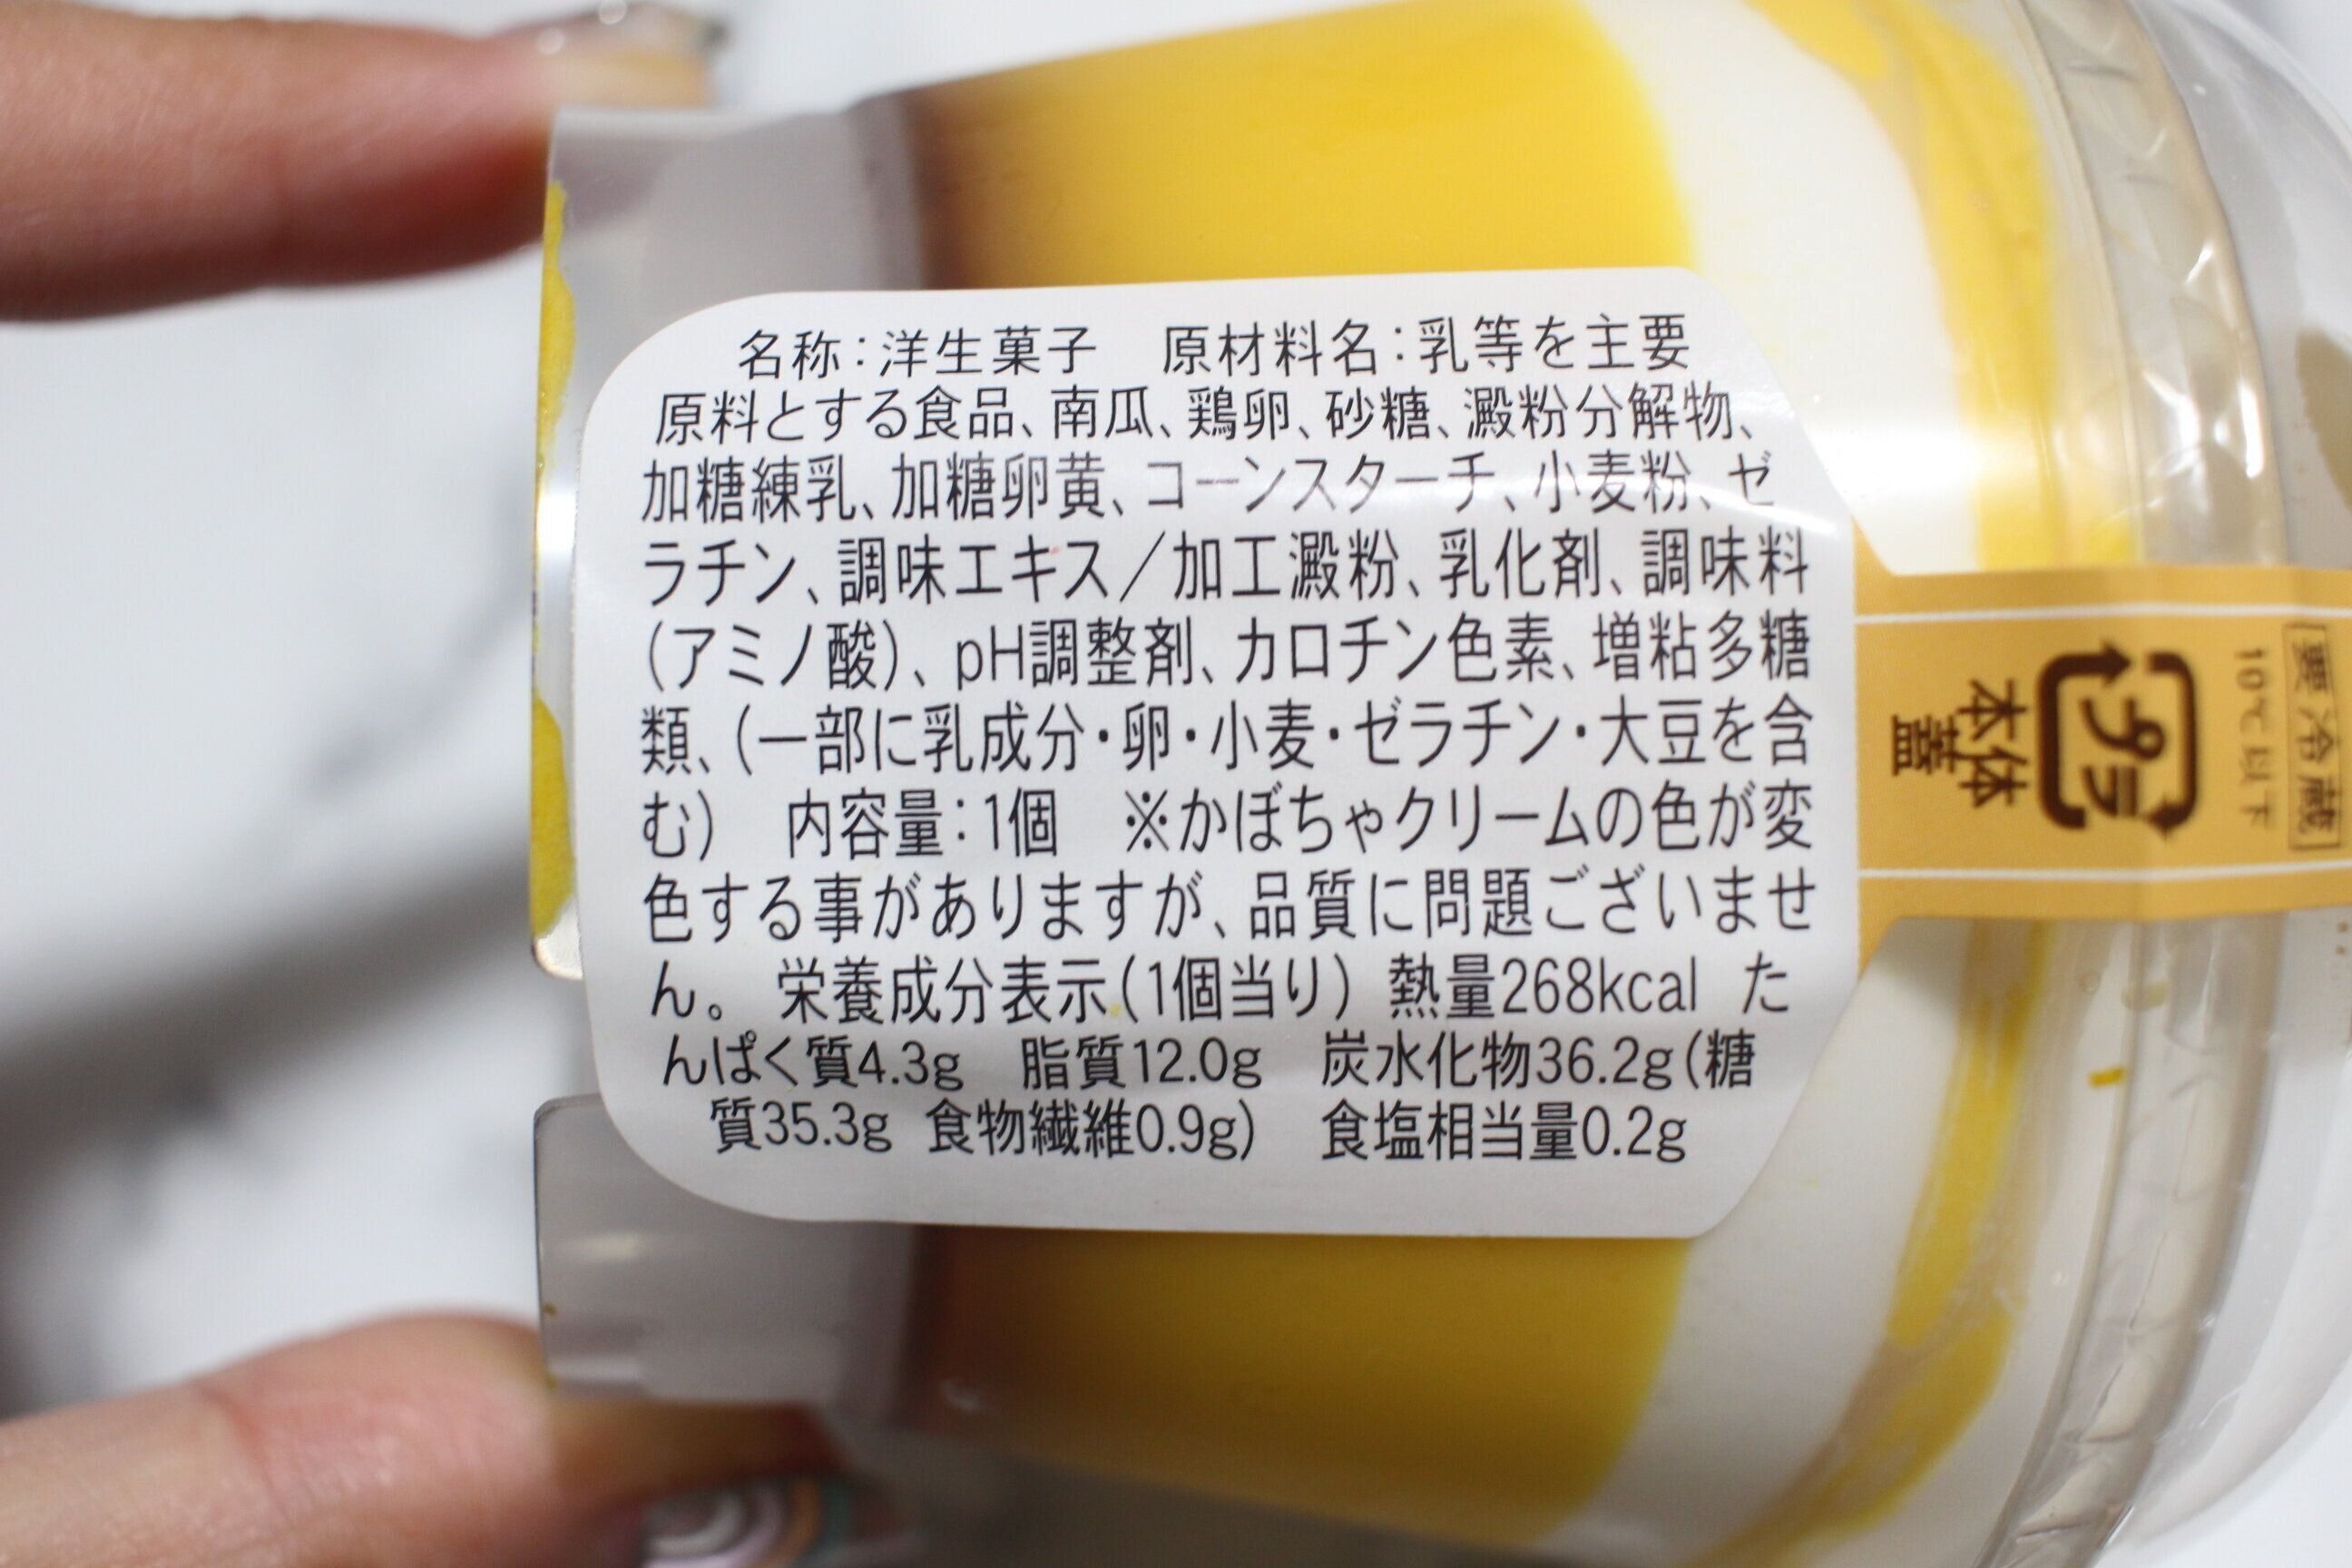 名称：洋生菓子　原材料名：乳等を主要
原料とする食品、南瓜、鶏卵、砂糖、澱粉分解物、
加糖練乳、加糖卵黄、コーンスターチ、小麦粉、ゼ
ラチン、調味エキス／加工澱粉、乳化剤、調味料
（アミノ酸）、pH調整剤、カロチン色素、増粘多糖
類、（一部に乳成分・卵・小麦・ゼラチン・大豆を含
む）　内容量：1個　※かぼちゃクリームの色が変
色する事がありますが、品質に問題ございませ
ん。 栄養成分表示（1個当り） 熱量268kcal た
んぱく質4.3g　脂質12.0g　炭水化物36.2g（糖
質35.3g 食物繊維0.9g）　食塩相当量0.2g
要冷蔵
10℃以下
プラ
本体
蓋